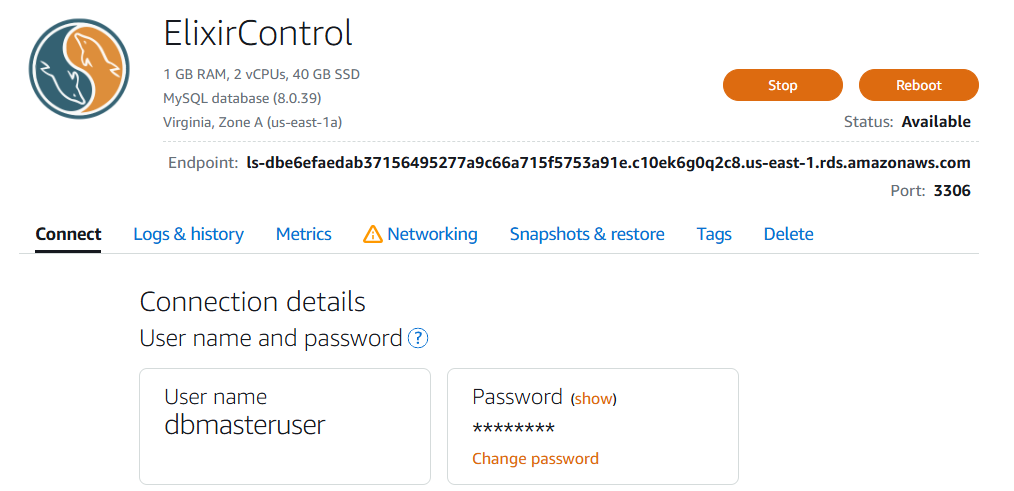 ElixirControl
1 GB RAM, 2 vCPUs, 40 GB SSD
MySQL database (8.0.39)
Virginia, Zone A (us-east-1a)
Stop
Reboot
Status: Available
Endpoint: ls-dbe6efaedab37156495277a9c66a715f5753a91e.c10ek6g0q2c8.us-east-1.rds.amazonaws.com
Port: 3306
Connect Logs & history Metrics Networking Snapshots & restore Tags Delete
Connection details
User name and password ?
User name
dbmasteruser
Password (show)
********
Change password